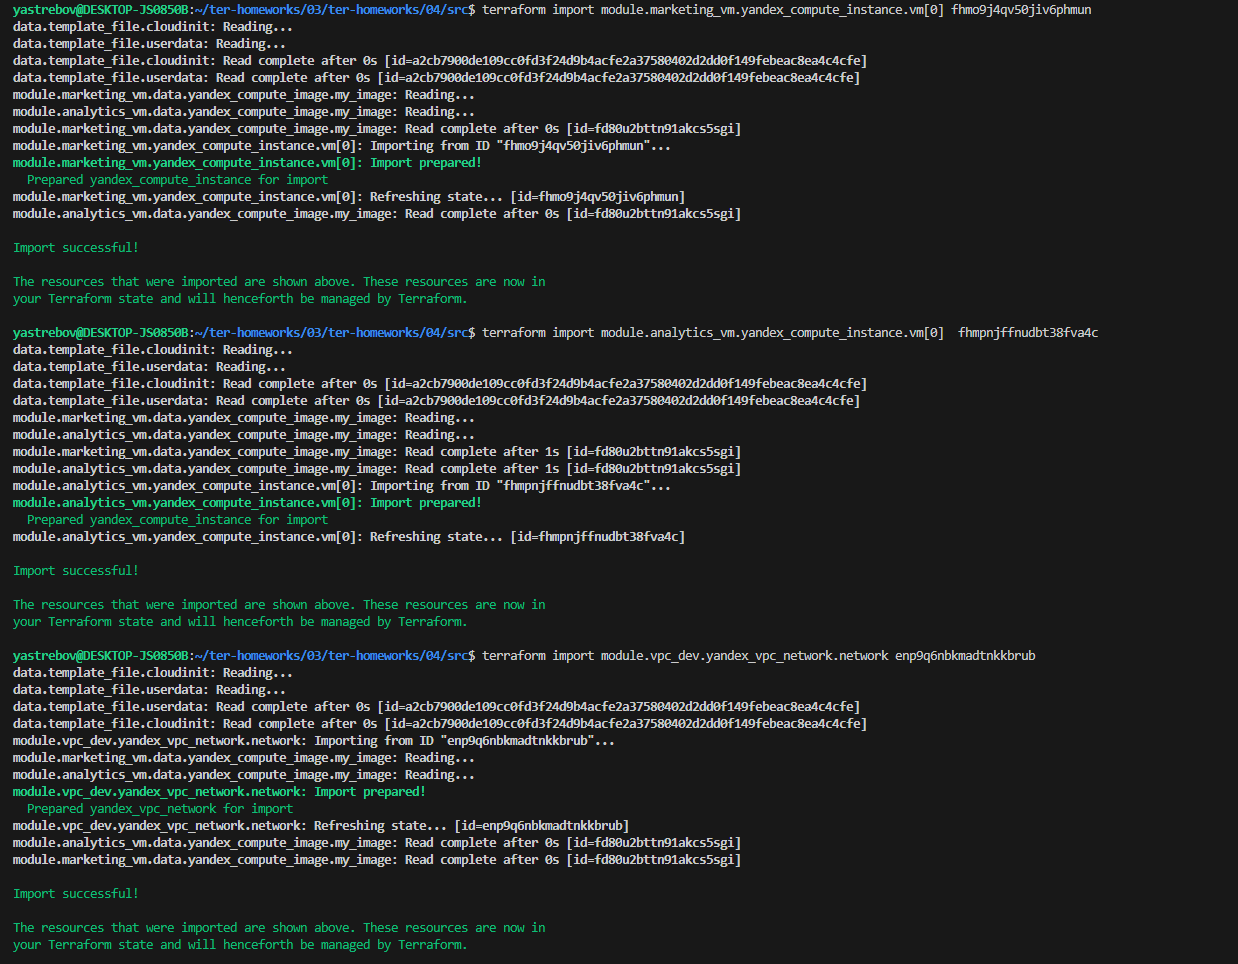 yastrebov@DESKTOP-JS0850B:~/ter-homeworks/03/ter-homeworks/04/src$ terraform import module.marketing_vm.yandex_compute_instance.vm[0] fhmo9j4qv50jiv6phmun
data.template_file.cloudinit: Reading...
data.template_file.userdata: Reading...
data.template_file.cloudinit: Read complete after 0s [id=a2cb7900de109cc0fd3f24d9b4acfe2a37580402d2dd0f149febeac8ea4c4cfe]
data.template_file.userdata: Read complete after 0s [id=a2cb7900de109cc0fd3f24d9b4acfe2a37580402d2dd0f149febeac8ea4c4cfe]
module.marketing_vm.data.yandex_compute_image.my_image: Reading...
module.analytics_vm.data.yandex_compute_image.my_image: Reading...
module.marketing_vm.data.yandex_compute_image.my_image: Read complete after 0s [id=fd80u2bttn91akcs5sgi]
module.marketing_vm.yandex_compute_instance.vm[0]: Importing from ID "fhmo9j4qv50jiv6phmun"...
module.marketing_vm.yandex_compute_instance.vm[0]: Import prepared!
  Prepared yandex_compute_instance for import
module.marketing_vm.yandex_compute_instance.vm[0]: Refreshing state... [id=fhmo9j4qv50jiv6phmun]
module.analytics_vm.data.yandex_compute_image.my_image: Read complete after 0s [id=fd80u2bttn91akcs5sgi]
Import successful!
The resources that were imported are shown above. These resources are now in
your Terraform state and will henceforth be managed by Terraform.
yastrebov@DESKTOP-JS0850B:~/ter-homeworks/03/ter-homeworks/04/src$ terraform import module.analytics_vm.yandex_compute_instance.vm[0]  fhmpnjffnudbt38fva4c
data.template_file.cloudinit: Reading...
data.template_file.userdata: Reading...
data.template_file.cloudinit: Read complete after 0s [id=a2cb7900de109cc0fd3f24d9b4acfe2a37580402d2dd0f149febeac8ea4c4cfe]
data.template_file.userdata: Read complete after 0s [id=a2cb7900de109cc0fd3f24d9b4acfe2a37580402d2dd0f149febeac8ea4c4cfe]
module.marketing_vm.data.yandex_compute_image.my_image: Reading...
module.analytics_vm.data.yandex_compute_image.my_image: Reading...
module.marketing_vm.data.yandex_compute_image.my_image: Read complete after 1s [id=fd80u2bttn91akcs5sgi]
module.analytics_vm.data.yandex_compute_image.my_image: Read complete after 1s [id=fd80u2bttn91akcs5sgi]
module.analytics_vm.yandex_compute_instance.vm[0]: Importing from ID "fhmpnjffnudbt38fva4c"...
module.analytics_vm.yandex_compute_instance.vm[0]: Import prepared!
  Prepared yandex_compute_instance for import
module.analytics_vm.yandex_compute_instance.vm[0]: Refreshing state... [id=fhmpnjffnudbt38fva4c]
Import successful!
The resources that were imported are shown above. These resources are now in
your Terraform state and will henceforth be managed by Terraform.
yastrebov@DESKTOP-JS0850B:~/ter-homeworks/03/ter-homeworks/04/src$ terraform import module.vpc_dev.yandex_vpc_network.network enp9q6nbkmadtnkkbrub
data.template_file.cloudinit: Reading...
data.template_file.userdata: Reading...
data.template_file.userdata: Read complete after 0s [id=a2cb7900de109cc0fd3f24d9b4acfe2a37580402d2dd0f149febeac8ea4c4cfe]
data.template_file.cloudinit: Read complete after 0s [id=a2cb7900de109cc0fd3f24d9b4acfe2a37580402d2dd0f149febeac8ea4c4cfe]
module.vpc_dev.yandex_vpc_network.network: Importing from ID "enp9q6nbkmadtnkkbrub"...
module.marketing_vm.data.yandex_compute_image.my_image: Reading...
module.analytics_vm.data.yandex_compute_image.my_image: Reading...
module.vpc_dev.yandex_vpc_network.network: Import prepared!
  Prepared yandex_vpc_network for import
module.vpc_dev.yandex_vpc_network.network: Refreshing state... [id=enp9q6nbkmadtnkkbrub]
module.analytics_vm.data.yandex_compute_image.my_image: Read complete after 0s [id=fd80u2bttn91akcs5sgi]
module.marketing_vm.data.yandex_compute_image.my_image: Read complete after 0s [id=fd80u2bttn91akcs5sgi]
Import successful!
The resources that were imported are shown above. These resources are now in
your Terraform state and will henceforth be managed by Terraform.